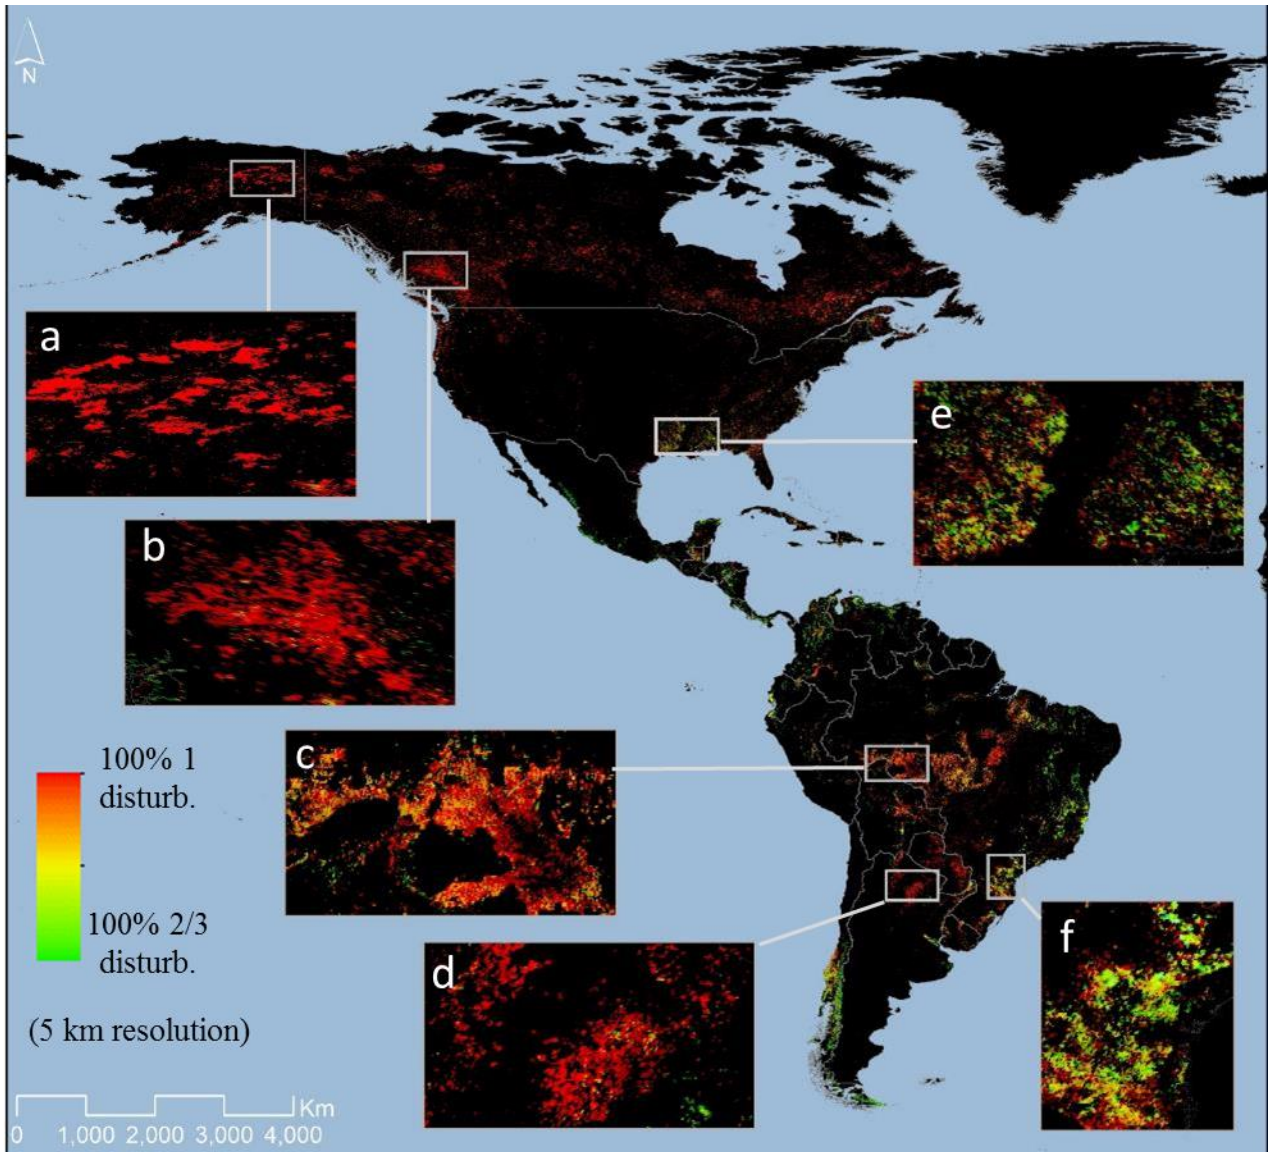 N
a
b
e
c
100% 1
disturb.
100% 2/3
disturb.
d
f
(5 km resolution)
Km
0 1,000 2,000 3,000 4,000